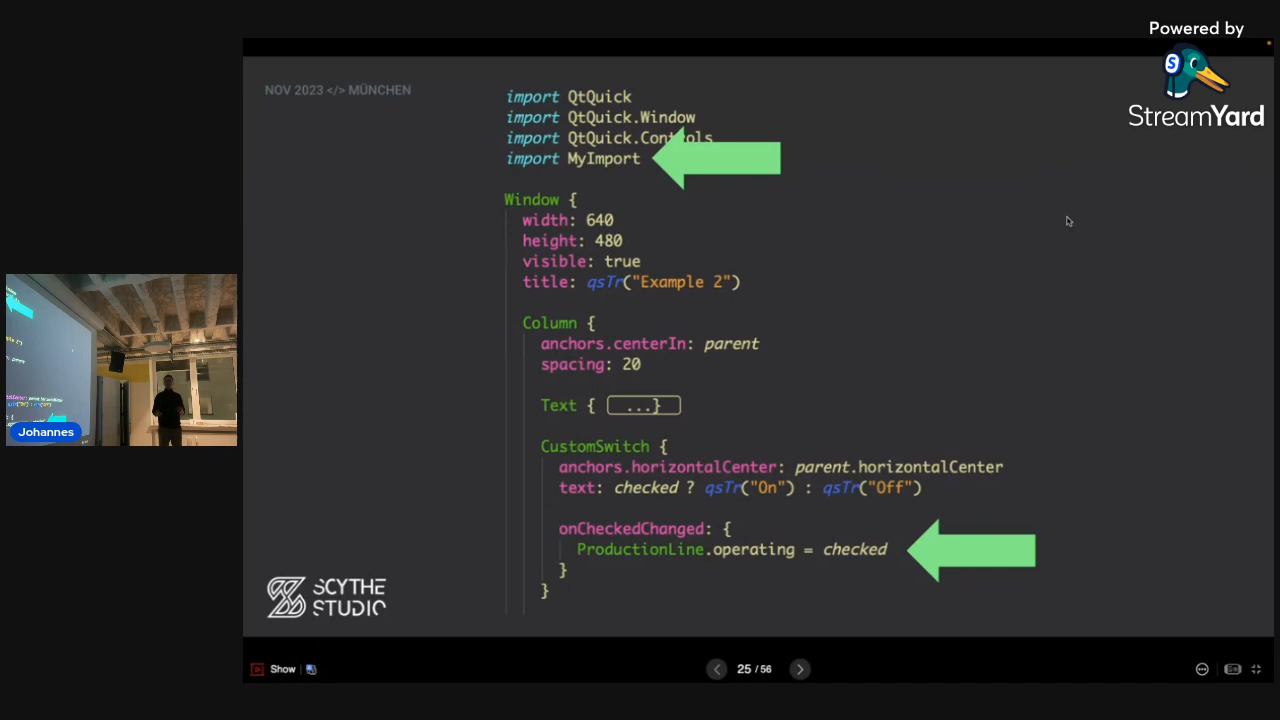 Powered by
StreamYard
NOV 2023 </> MÜNCHEN
import QtQuick
import QtQuick.Window
import QtQuick.Controls
import MyImport
Window {
width: 640
height: 480
visible: true
title: qsTr("Example 2")
Column {
anchors.centerIn: parent
spacing: 20
Text { ...}
CustomSwitch {
anchors.horizontalCenter: parent.horizontalCenter
text: checked ? qsTr("On") : qsTr("Off")
onCheckedChanged: {
ProductionLine.operating = checked
}
}
SCYTHE
STUDIO
Johannes
Show
25 / 56